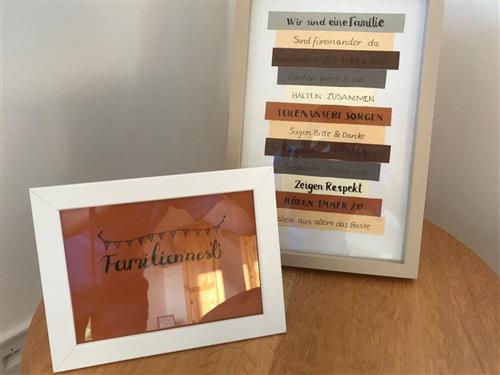 Wir sind eine Familie
Sind füreinander da
Lachen gerne & viel
HALTEN ZUSAMMEN
TEILEN UNSERE SORGEN
Sagen Bitte & Danke
Zeigen Respekt
HÖREN IMMER ZU
chen aus allem das Beste
Familiennest